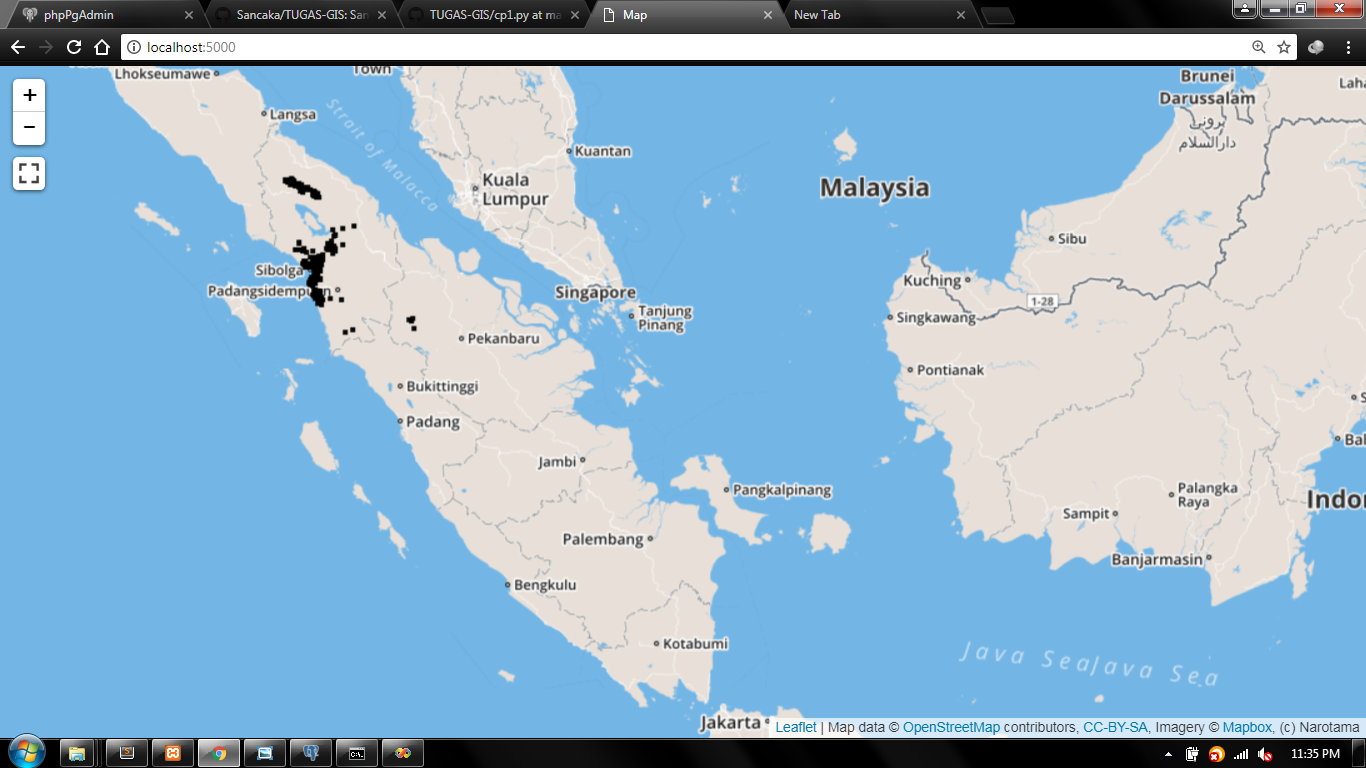 phpPgAdmin
Sancaka/TUGAS-GIS: San
TUGAS-GIS/cp1.py at ma
Map
New Tab
localhost:5000
+
−
Lhokseumawe
Town
Brunei
Darussalam
بروني
دارالسلام
Langsa
Strait of Malacca
Kuantan
Kuala
Lumpur
Malaysia
Sibu
Sibolga
Padangsidempuan
Singapore
Kuching
1-28
Tanjung
Pinang
Singkawang
Pekanbaru
Pontianak
Bukittinggi
Padang
Jambi
Pangkalpinang
Palangka
Raya
Sampit
Palembang
Banjarmasin
Bengkulu
Kotabumi
Java Sea
Java Sea
Jakarta
Leaflet | Map data © OpenStreetMap contributors, CC-BY-SA, Imagery © Mapbox, (c) Narotama
11:35 PM